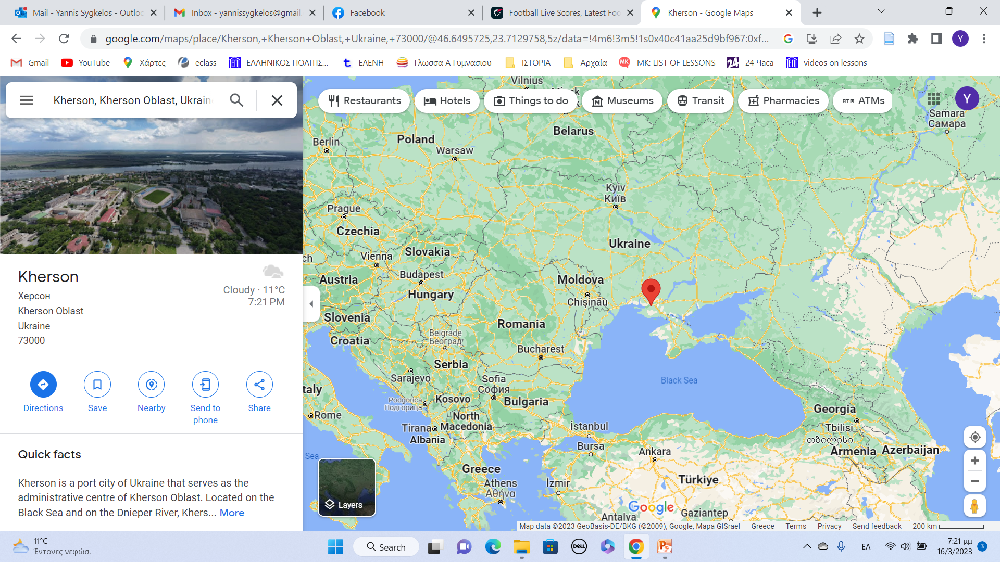 Mail - Yannis Sygkelos - Outloo
Inbox - yannissygkelos@gmail.
Facebook
Football Live Scores, Latest Foo
Kherson - Google Maps
google.com/maps/place/Kherson,+Kherson+Oblast,+Ukraine,+73000/@46.6495725,23.7129758,5z/data=!4m6!3m5!1s0x40c41aa25d9bf967:0xf...
Y
Gmail
YouTube
Χάρτες
eclass
ΕΛΛΗΝΙΚΟΣ ΠΟΛΙΤΙΣ...
ΕΛΕΝΗ
Γλωσσα Α Γυμνασιου
ΙΣΤΟΡΙΑ
Αρχαία
MK: LIST OF LESSONS
24 Часа
videos on lessons
Kherson, Kherson Oblast, Ukrain
Restaurants
Hotels
Things to do
Museums
Transit
Pharmacies
ATM
ATMs
Y
Vilnius
Samara
Самара
Belarus
Berlin
Poland
Warsaw
Kyiv
Київ
Prague
Czechia
Ukraine
Slovakia
ch
Vienna
Budapest
Austria
Moldova
Hungary
Chişinău
Slovenia
Romania
Belgrade
Београд
Croatia
Bucharest
Serbia
Sarajevo
Sofia
София
Black Sea
taly
Kosovo
Podgorica
Подгорица
Bulgaria
Georgia
Rome
North
Macedonia
Tirana
İstanbul
Tbilisi
თბილისი
Albania
Bursa
Ankara
Armenia
Azerbaijan
Sea
Greece
Türkiye
Athens
Αθήνα
İzmir
Layers
Google
Antalya
Gaziantep
Kherson
Херсон
Kherson Oblast
Ukraine
73000
Cloudy · 11°C
7:21 PM
Directions
Save
Nearby
Send to
phone
Share
Quick facts
Kherson is a port city of Ukraine that serves as the
administrative centre of Kherson Oblast. Located on the
Black Sea and on the Dnieper River, Khers... More
Map data ©2023 GeoBasis-DE/BKG (©2009), Google, Mapa GISrael
Greece
Terms
Privacy
Send feedback
200 km
11°C
Έντονες νεφώσ.
Search
DELL
ΕΛ
7:21 μμ
16/3/2023
3